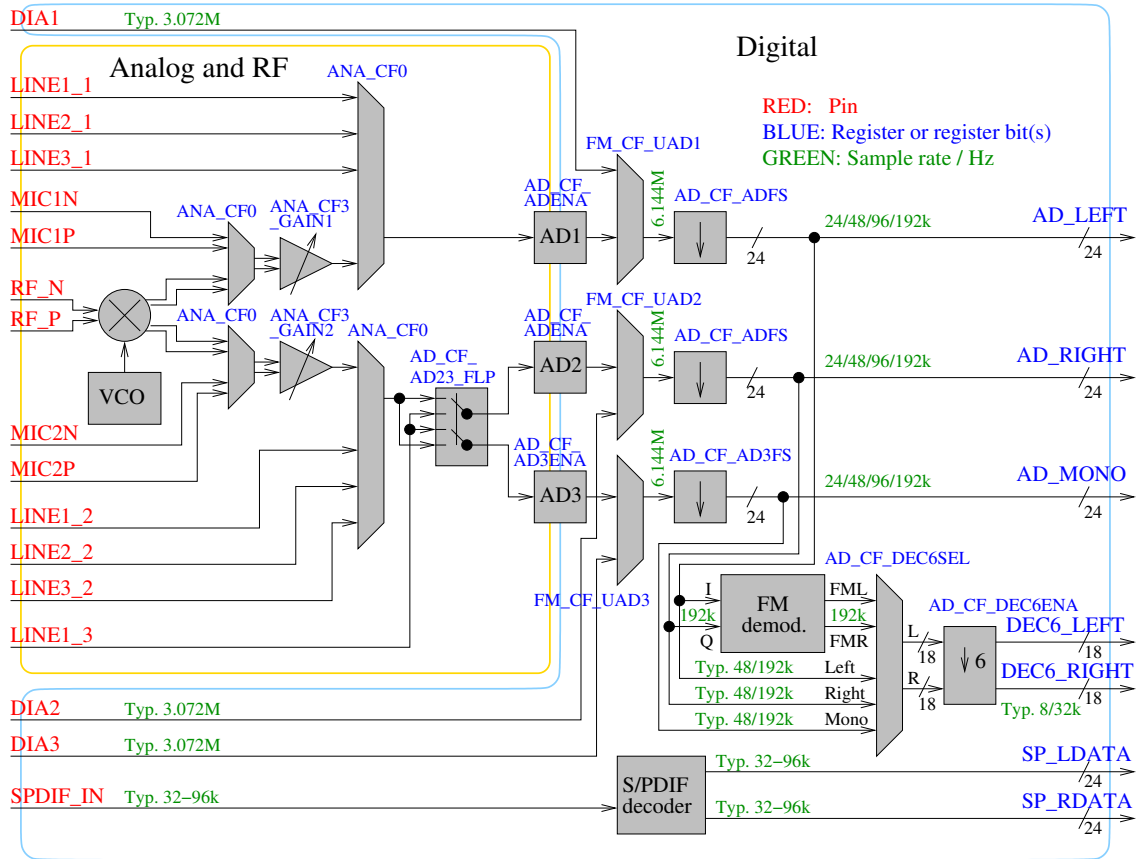 DIA1
Typ. 3.072M
Analog and RF
Digital
ANA_CF0
LINE1_1
RED: Pin
BLUE: Register or register bit(s)
GREEN: Sample rate / Hz
LINE2_1
FM_CF_UAD1
LINE3_1
6.144M
AD_CF_
ADENA
AD_CF_ADFS
MIC1N
ANA_CF0
ANA_CF3
_GAIN1
AD_LEFT
MIC1P
AD1
24/48/96/192k
24
24
RF_N
FM_CF_UAD2
RF_P
ANA_CF0
ANA_CF3
_GAIN2
ANA_CF0
AD_CF_
ADENA
6.144M
AD_CF_ADFS
AD_CF_
AD23_FLP
AD2
AD_RIGHT
24/48/96/192k
24
24
VCO
MIC2N
AD_CF_
AD3ENA
6.144M
AD_CF_AD3FS
MIC2P
AD3
AD_MONO
24/48/96/192k
24
24
LINE1_2
LINE2_2
AD_CF_DEC6SEL
LINE3_2
FM_CF_UAD3
I
FM
demod.
FML
AD_CF_DEC6ENA
192k
192k
LINE1_3
Q
FMR
L
18
DEC6_LEFT
18
↓ 6
Typ. 48/192k
Left
R
18
DEC6_RIGHT
18
Typ. 48/192k
Right
Typ. 8/32k
DIA2
Typ. 3.072M
Typ. 48/192k
Mono
DIA3
Typ. 3.072M
S/PDIF
decoder
Typ. 32−96k
SP_LDATA
24
SPDIF_IN
Typ. 32−96k
Typ. 32−96k
SP_RDATA
24